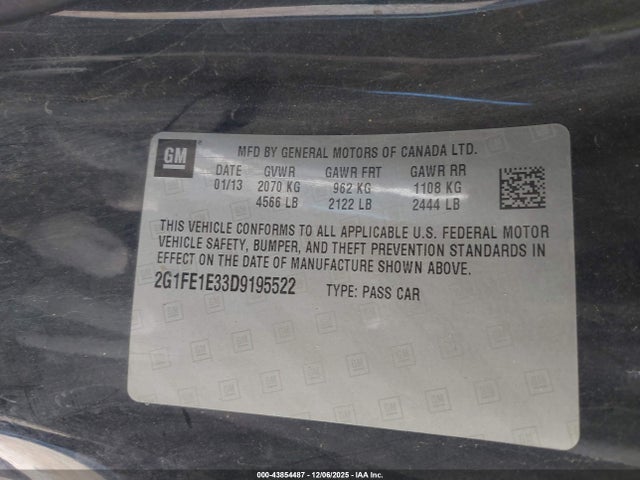 GM
MFD BY GENERAL MOTORS OF CANADA LTD.
DATE GVWR GAWR FRT GAWR RR
01/13 2070 KG 962 KG 1108 KG
4566 LB 2122 LB 2444 LB
THIS VEHICLE CONFORMS TO ALL APPLICABLE U.S. FEDERAL MOTOR
VEHICLE SAFETY, BUMPER, AND THEFT PREVENTION STANDARDS IN
EFFECT ON THE DATE OF MANUFACTURE SHOWN ABOVE.
2G1FE1E33D9195522 TYPE: PASS CAR
000-43854487 - 12/06/2025 - IAA Inc.